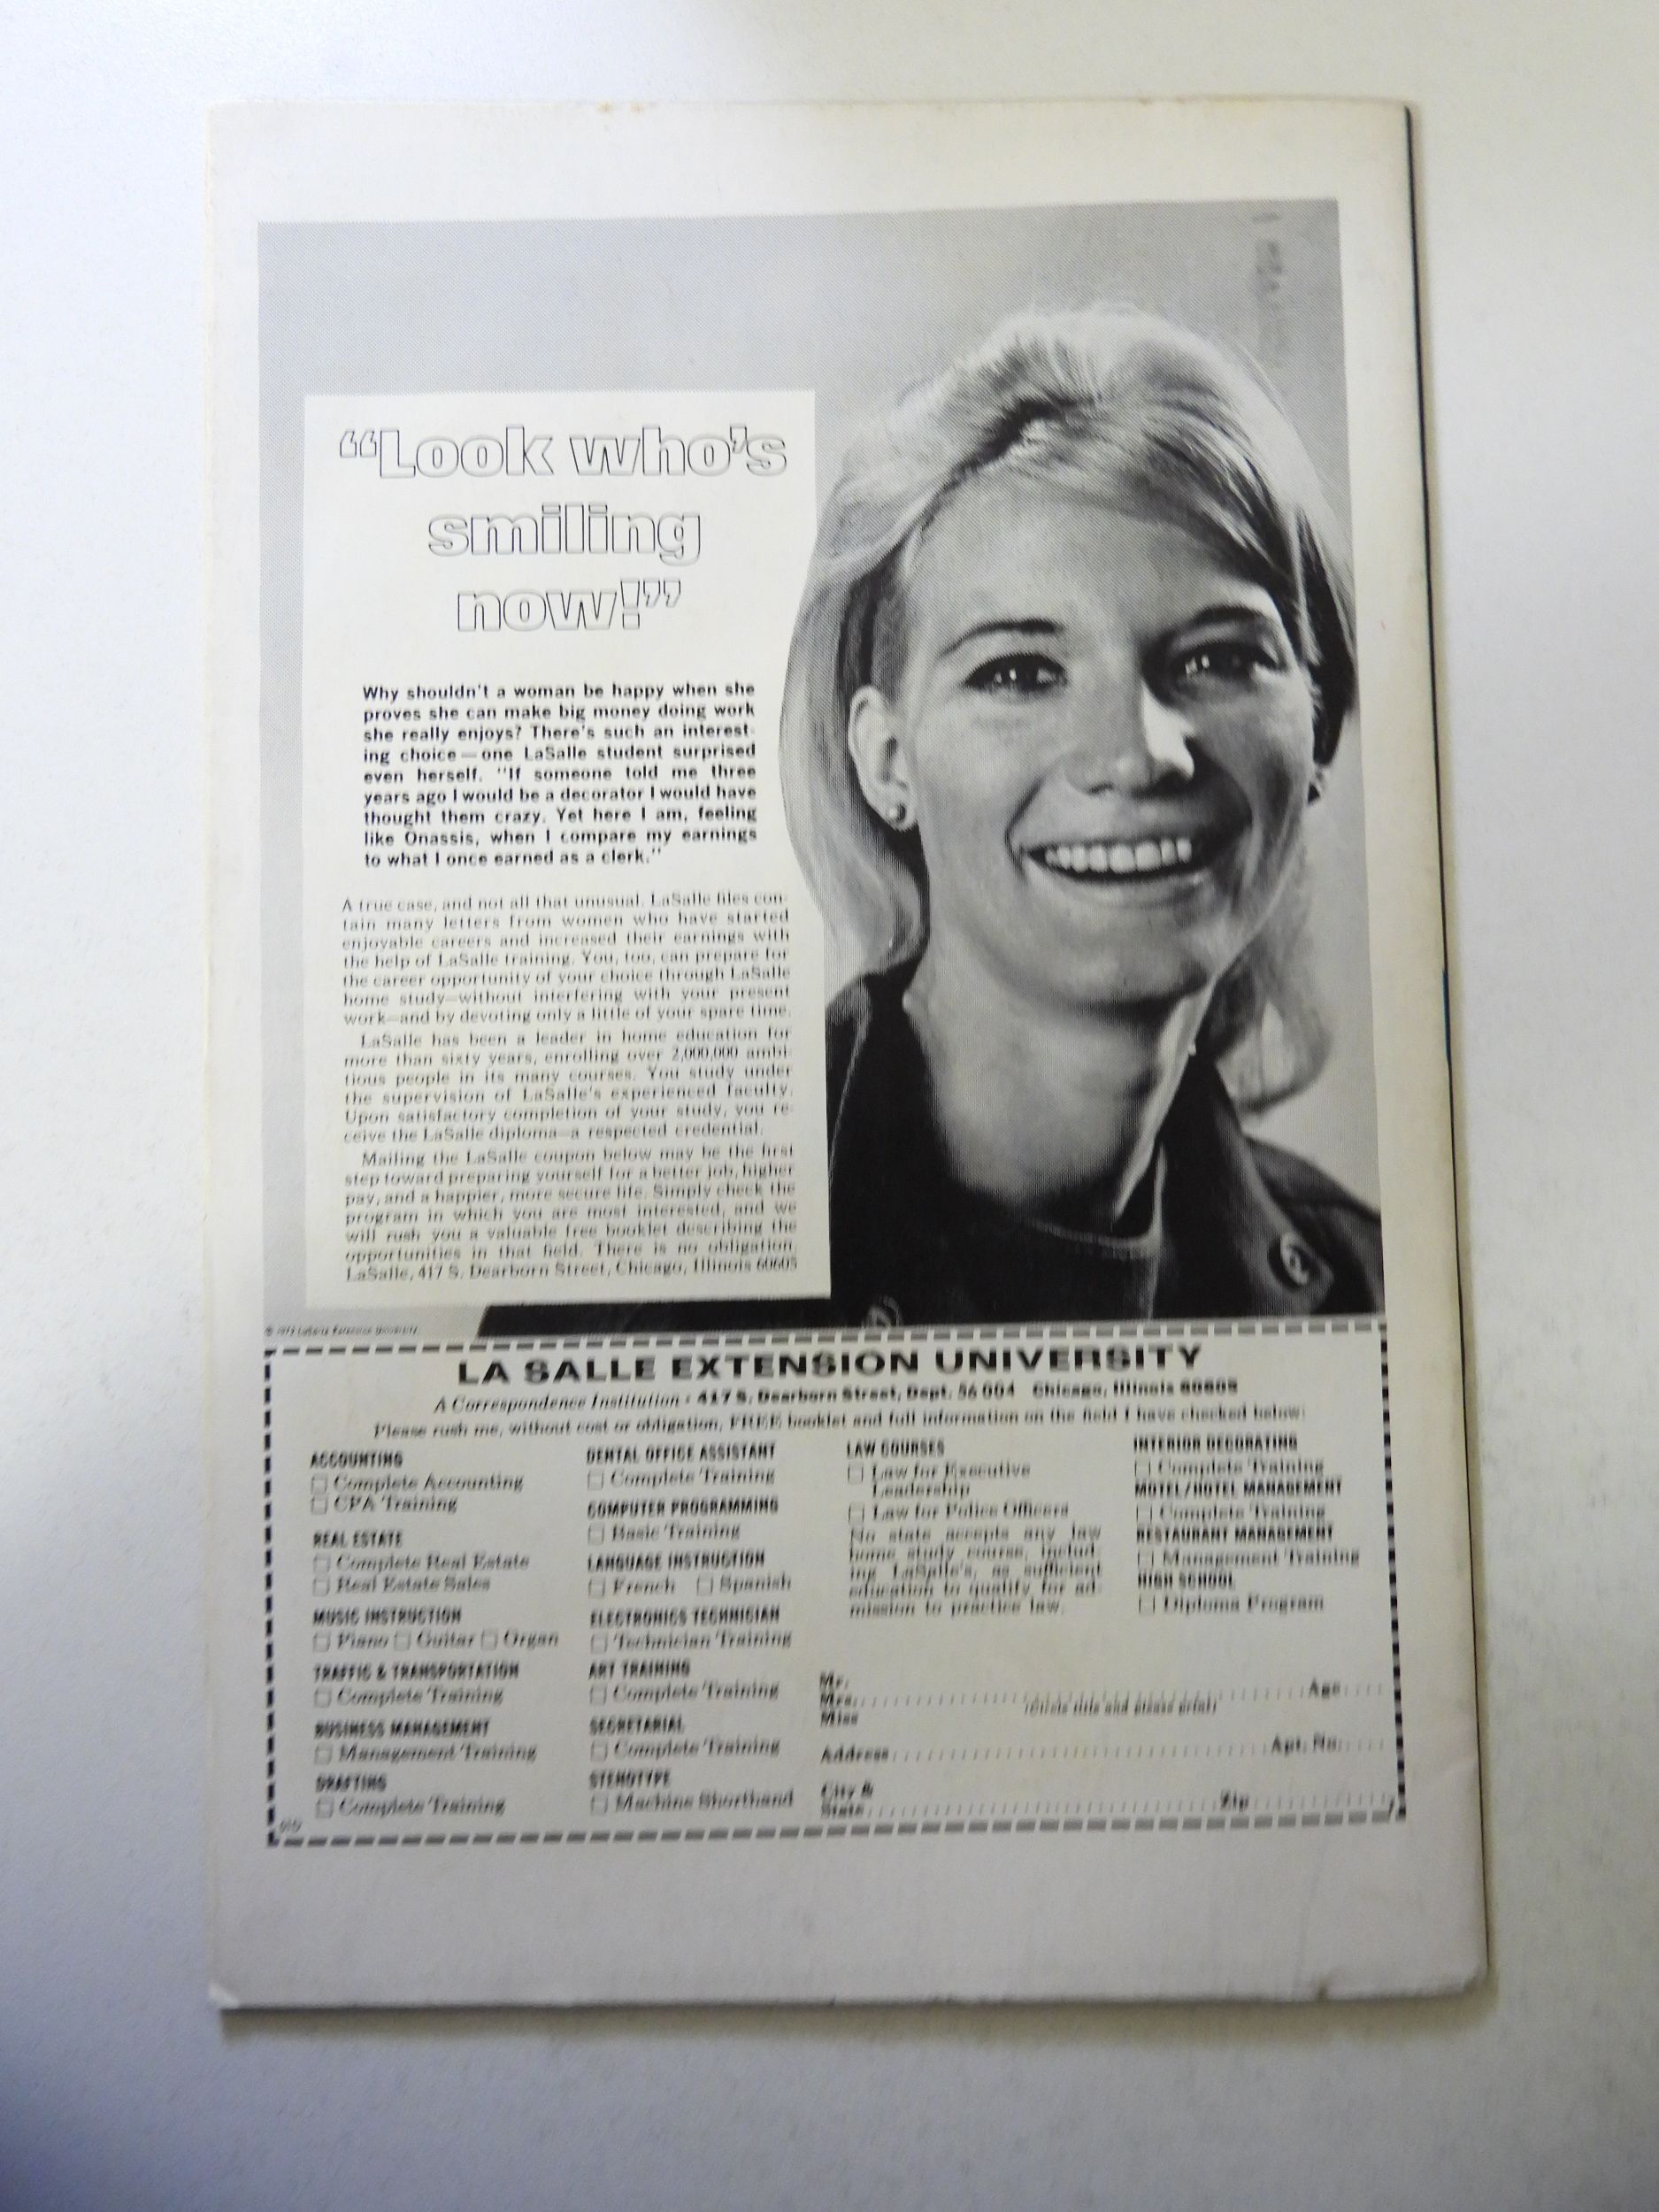 “Look who’s
smiling
now!”
Why shouldn't a woman be happy when she
proves she can make big money doing work
she really enjoys? There's such an interest-
ing choice — one LaSalle student surprised
even herself. "If someone told me three
years ago I would be a decorator I would have
thought them crazy. Yet here I am, feeling
like Onassis, when I compare my earnings
to what I once earned as a clerk."
A true case, and not all that unusual. LaSalle files con-
tain many letters from women who have started
enjoyable careers and increased their earnings with
the help of LaSalle training. You, too, can prepare for
the career opportunity of your choice through LaSalle
home study—without interfering with your present
work—and by devoting only a little of your spare time.
LaSalle has been a leader in home education for
more than sixty years, enrolling over 2,000,000 ambi-
tious people in its many courses. You study under
the supervision of LaSalle's experienced faculty.
Upon satisfactory completion of your study, you re-
ceive the LaSalle diploma—a respected credential.
Mailing the LaSalle coupon below may be the first
step toward preparing yourself for a better job, higher
pay, and a happier, more secure life. Simply check the
program in which you are most interested, and we
will rush you a valuable free booklet describing the
opportunities in that field. There is no obligation.
LaSalle, 417 S. Dearborn Street, Chicago, Illinois 60605
LaSalle Extension University
LA SALLE EXTENSION UNIVERSITY
A Correspondence Institution • 417 S. Dearborn Street, Dept. 56 004 Chicago, Illinois 60605
Please rush me, without cost or obligation, FREE booklet and full information on the field I have checked below:
ACCOUNTING
Complete Accounting
CPA Training
REAL ESTATE
Complete Real Estate
Real Estate Sales
MUSIC INSTRUCTION
Piano Guitar Organ
TRAFFIC & TRANSPORTATION
Complete Training
BUSINESS MANAGEMENT
Management Training
DRAFTING
Complete Training
DENTAL OFFICE ASSISTANT
Complete Training
COMPUTER PROGRAMMING
Basic Training
LANGUAGE INSTRUCTION
French Spanish
ELECTRONICS TECHNICIAN
Technician Training
ART TRAINING
Complete Training
SECRETARIAL
Complete Training
STENOTYPE
Machine Shorthand
LAW COURSES
Law for Executive
Leadership
Law for Police Officers
No state accepts any law
home study course, includ-
ing LaSalle's, as sufficient
education to qualify for ad-
mission to practice law.
INTERIOR DECORATING
Complete Training
MOTEL/HOTEL MANAGEMENT
Complete Training
RESTAURANT MANAGEMENT
Management Training
HIGH SCHOOL
Diploma Program
Mr.
Mrs. Age
Miss
(Circle title and please print)
Address Apt. No.
City &
State Zip